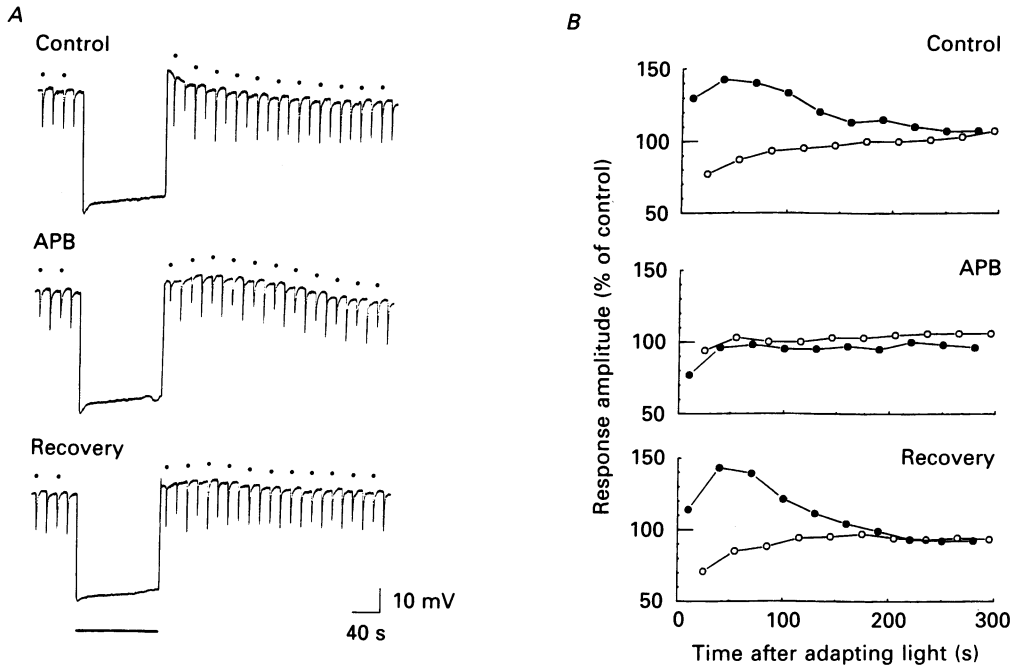 A
Control
APB
Recovery
10 mV
40 s
B
Response amplitude (% of control)
Control
150
100
50
APB
150
100
50
Recovery
150
100
50
0 100 200 300
Time after adapting light (s)